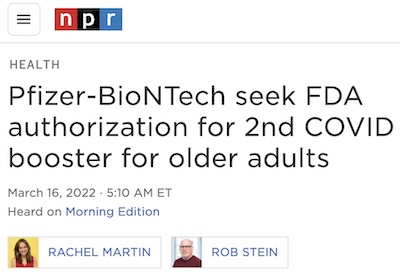 npr
HEALTH
Pfizer-BioNTech seek FDA
authorization for 2nd COVID
booster for older adults
March 16, 2022 · 5:10 AM ET
Heard on Morning Edition
RACHEL MARTIN
ROB STEIN